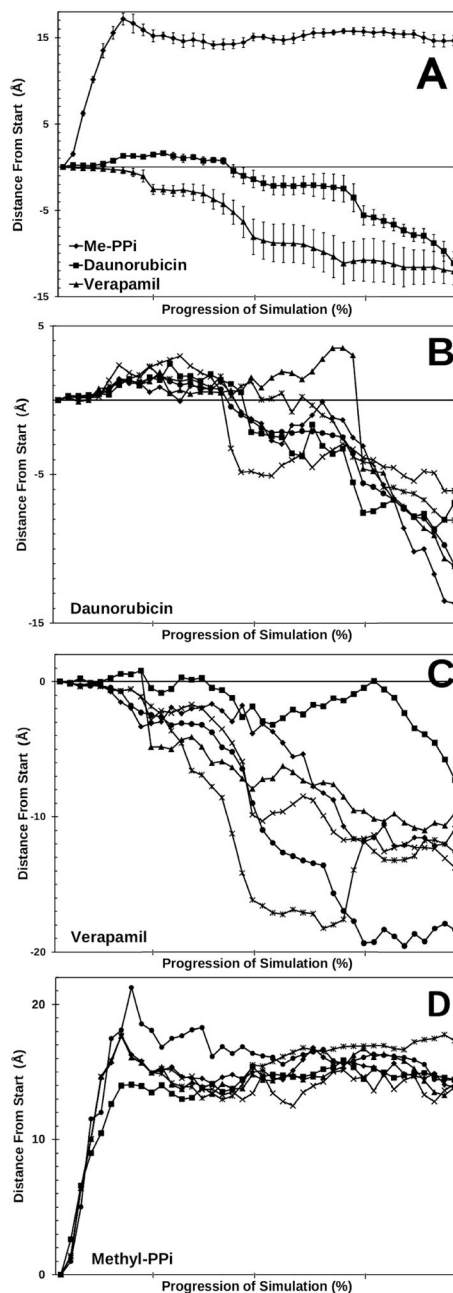 A
Distance From Start (Å)
15
5
-5
-15
Me-PPi
Daunorubicin
Verapamil
Progression of Simulation (%)
B
Distance From Start (Å)
5
0
-5
-15
Daunorubicin
Progression of Simulation (%)
C
Distance From Start (Å)
0
-10
-20
Verapamil
Progression of Simulation (%)
D
Distance From Start (Å)
20
10
0
Methyl-PPi
Progression of Simulation (%)